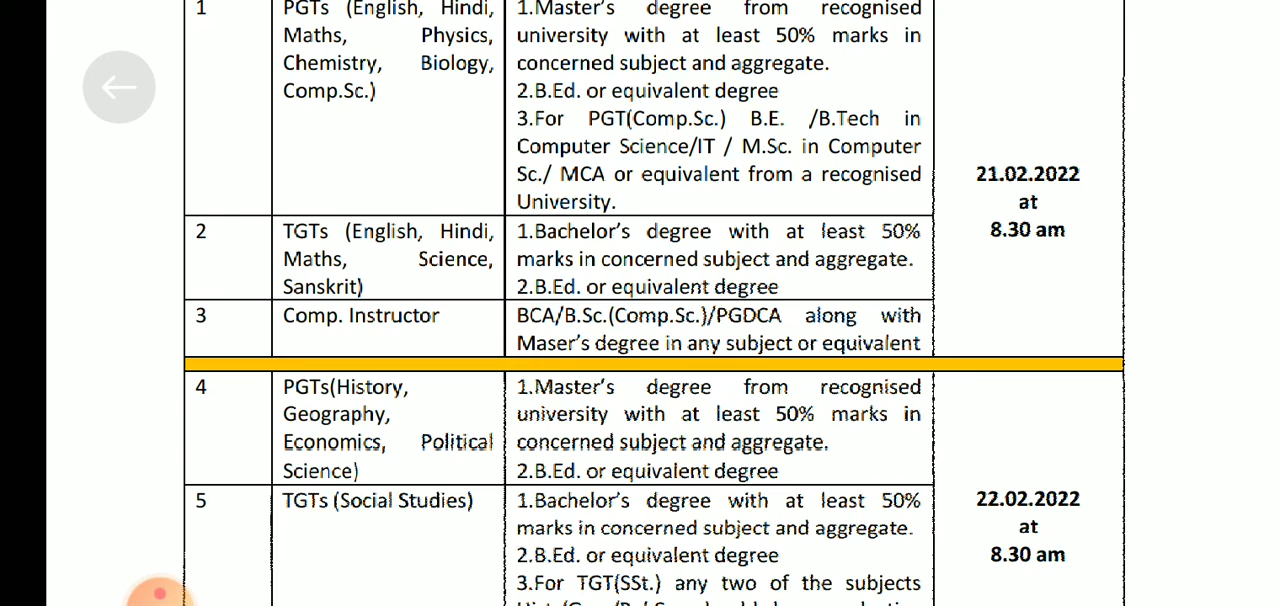 1
PGTs (English, Hindi,
Maths, Physics,
Chemistry, Biology,
Comp.Sc.)
1.Master's degree from recognised
university with at least 50% marks in
concerned subject and aggregate.
2.B.Ed. or equivalent degree
3.For PGT(Comp.Sc.) B.E. /B.Tech in
Computer Science/IT / M.Sc. in Computer
Sc./ MCA or equivalent from a recognised
University.
21.02.2022
at
8.30 am
2
TGTs (English, Hindi,
Maths, Science,
Sanskrit)
1.Bachelor's degree with at least 50%
marks in concerned subject and aggregate.
2.B.Ed. or equivalent degree
3
Comp. Instructor
BCA/B.Sc.(Comp.Sc.)/PGDCA along with
Maser's degree in any subject or equivalent
4
PGTs(History,
Geography,
Economics, Political
Science)
1.Master's degree from recognised
university with at least 50% marks in
concerned subject and aggregate.
2.B.Ed. or equivalent degree
22.02.2022
at
8.30 am
5
TGTs (Social Studies)
1.Bachelor's degree with at least 50%
marks in concerned subject and aggregate.
2.B.Ed. or equivalent degree
3.For TGT(SSt.) any two of the subjects